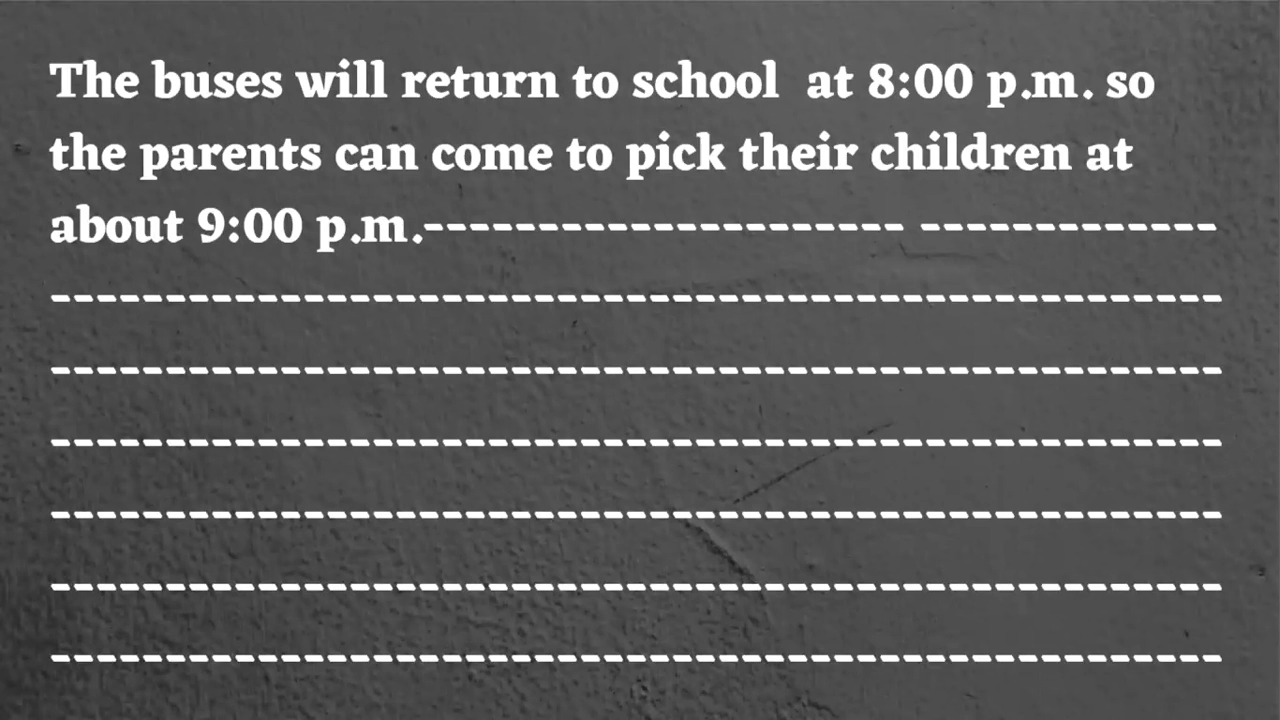 The buses will return to school  at 8:00 p.m. so
the parents can come to pick their children at
about 9:00 p.m.--------------------- -------------
---------------------------------------------------
---------------------------------------------------
---------------------------------------------------
---------------------------------------------------
---------------------------------------------------
---------------------------------------------------